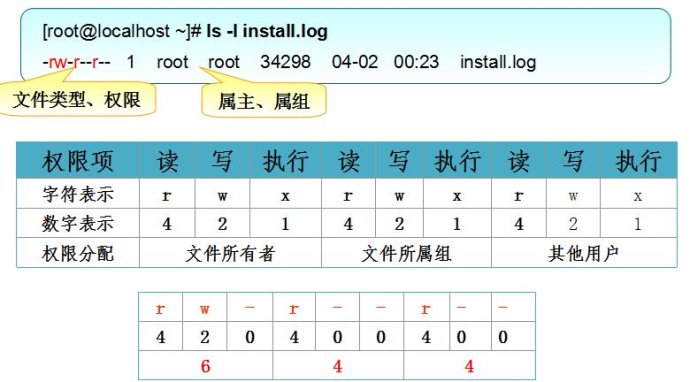 [root@localhost ~]# ls -l install.log
-rw-r--r-- 1 root root 34298 04-02 00:23 install.log
文件类型、权限
属主、属组
权限项 读 写 执行 读 写 执行 读 写 执行
字符表示 r w x r w x r w x
数字表示 4 2 1 4 2 1 4 2 1
权限分配 文件所有者 文件所属组 其他用户
r w - r - - r - -
4 2 0 4 0 0 4 0 0
6 4 4